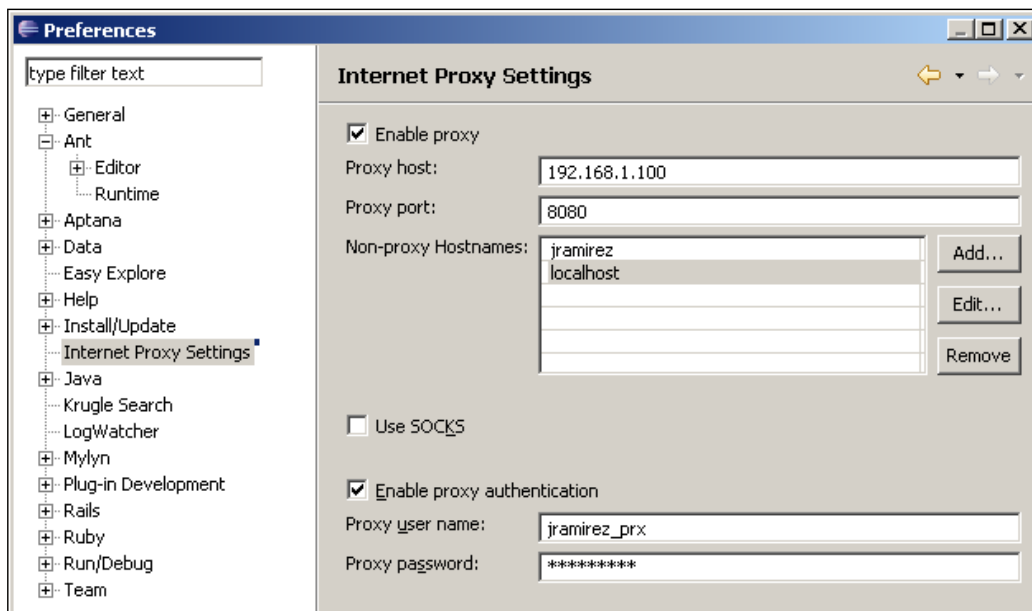 Preferences
type filter text
General
Ant
Editor
Runtime
Aptana
Data
Easy Explore
Help
Install/Update
Internet Proxy Settings
Java
Krugle Search
LogWatcher
Mylyn
Plug-in Development
Rails
Ruby
Run/Debug
Team
Internet Proxy Settings
Enable proxy
Proxy host: 192.168.1.100
Proxy port: 8080
Non-proxy Hostnames: jramirez
localhost
Add...
Edit...
Remove
Use SOCKS
Enable proxy authentication
Proxy user name: jramirez_prx
Proxy password: *********